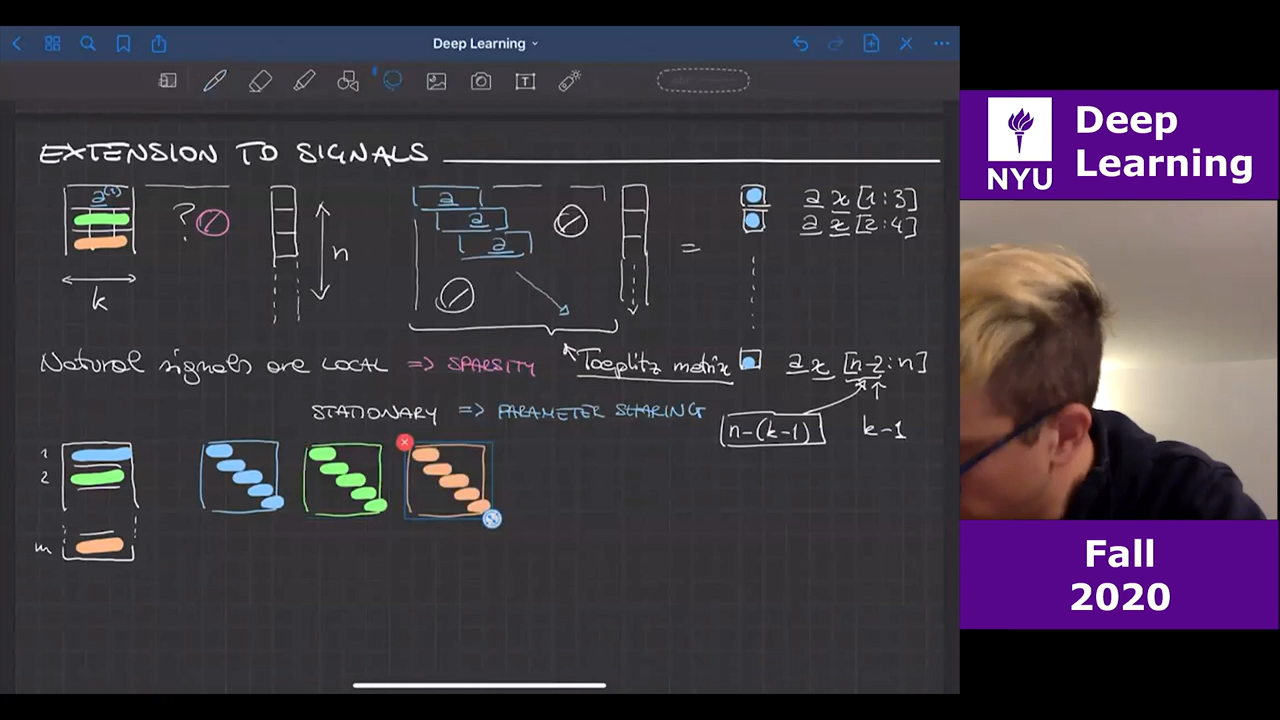 Deep Learning
T
EXTENSION TO SIGNALS
a⁽¹⁾
?
k
n
a
a
a
=
a x [1:3]
a x [2:4]
Natural signals are LOCAL => SPARSITY
Toeplitz matrix
a x [n-2:n]
STATIONARY => PARAMETER SHARING
n-(k-1)
k-1
1
2
m
NYU
Deep
Learning
Fall
2020